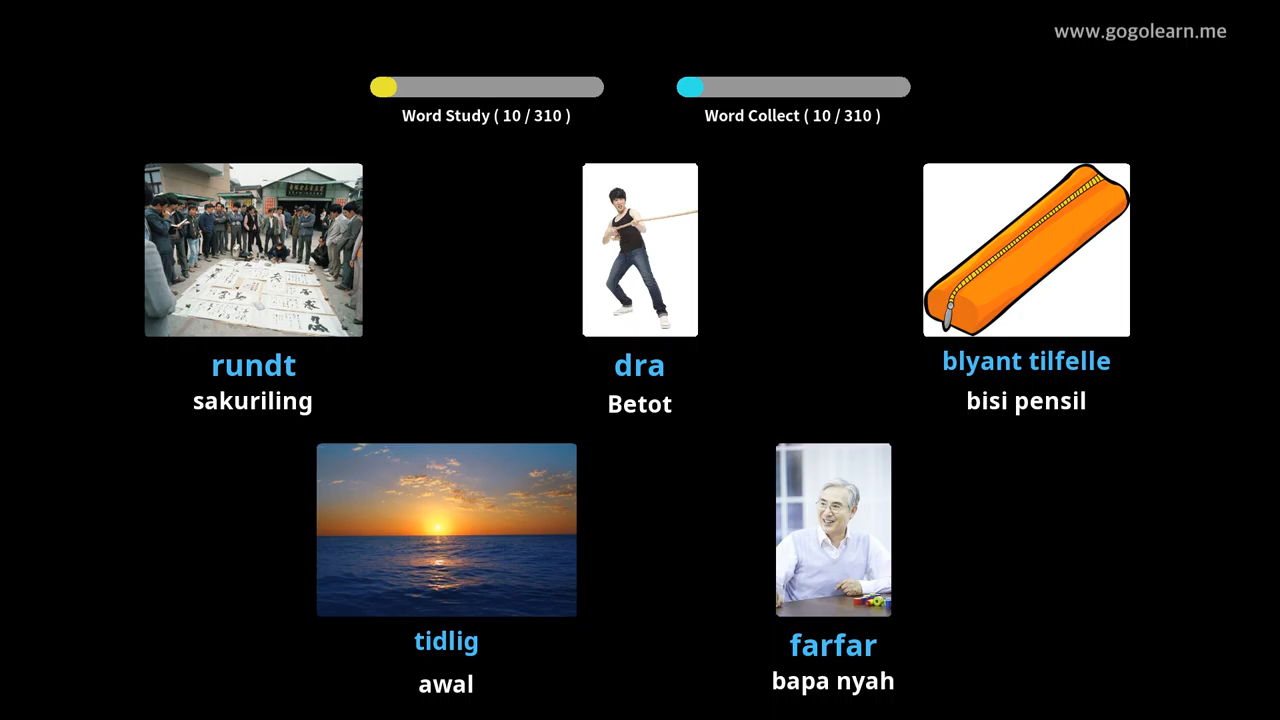 www.gogolearn.me
Word Study ( 10 / 310 )
Word Collect ( 10 / 310 )
rundt
sakuriling
dra
Betot
blyant tilfelle
bisi pensil
tidlig
awal
farfar
bapa nyah